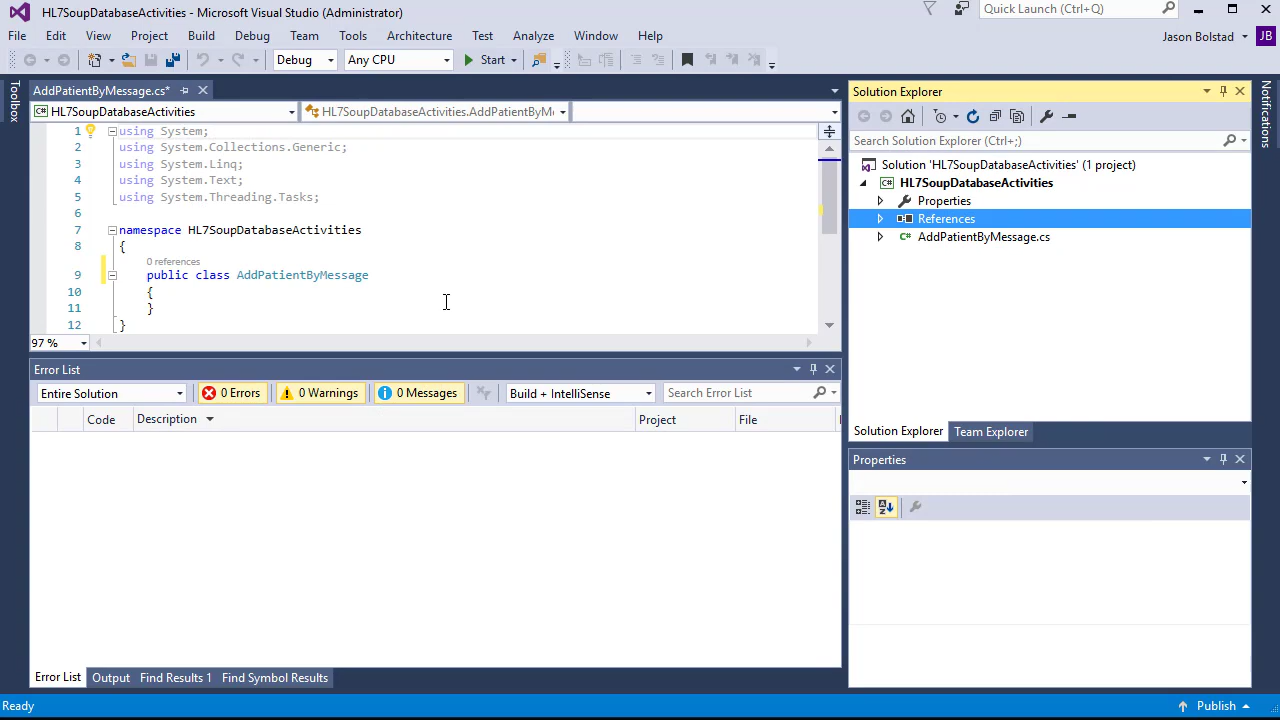 HL7SoupDatabaseActivities - Microsoft Visual Studio (Administrator)
Quick Launch (Ctrl+Q)
File Edit View Project Build Debug Team Tools Architecture Test Analyze Window Help
Jason Bolstad JB
Debug Any CPU Start
Toolbox
AddPatientByMessage.cs*
HL7SoupDatabaseActivities
HL7SoupDatabaseActivities.AddPatientByM
1 using System;
2 using System.Collections.Generic;
3 using System.Linq;
4 using System.Text;
5 using System.Threading.Tasks;
6
7 namespace HL7SoupDatabaseActivities
8 {
0 references
9 public class AddPatientByMessage
10 {
11 }
12 }
97 %
Error List
Entire Solution 0 Errors 0 Warnings 0 Messages Build + IntelliSense Search Error List
Code Description Project File
Error List Output Find Results 1 Find Symbol Results
Solution Explorer
Search Solution Explorer (Ctrl+;)
Solution 'HL7SoupDatabaseActivities' (1 project)
C# HL7SoupDatabaseActivities
Properties
References
C# AddPatientByMessage.cs
Solution Explorer Team Explorer
Properties
Notifications
Ready
Publish